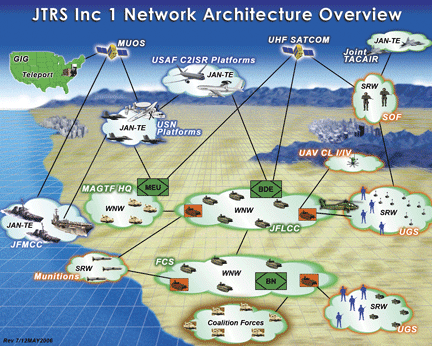 JTRS Inc 1 Network Architecture Overview
MUOS
UHF SATCOM
JAN-TE
Joint
TACAIR
GIG
Teleport
USAF C2ISR Platforms
JAN-TE
JAN-TE
USN
Platforms
SRW
SOF
UAV CL I/IV
MAGTF HQ
MEU
BDE
WNW
WNW
JFLCC
SRW
UGS
JAN-TE
JFMCC
SRW
Munitions
FCS
WNW
BN
SRW
UGS
Coalition Forces
Rev 7/12MAY2006